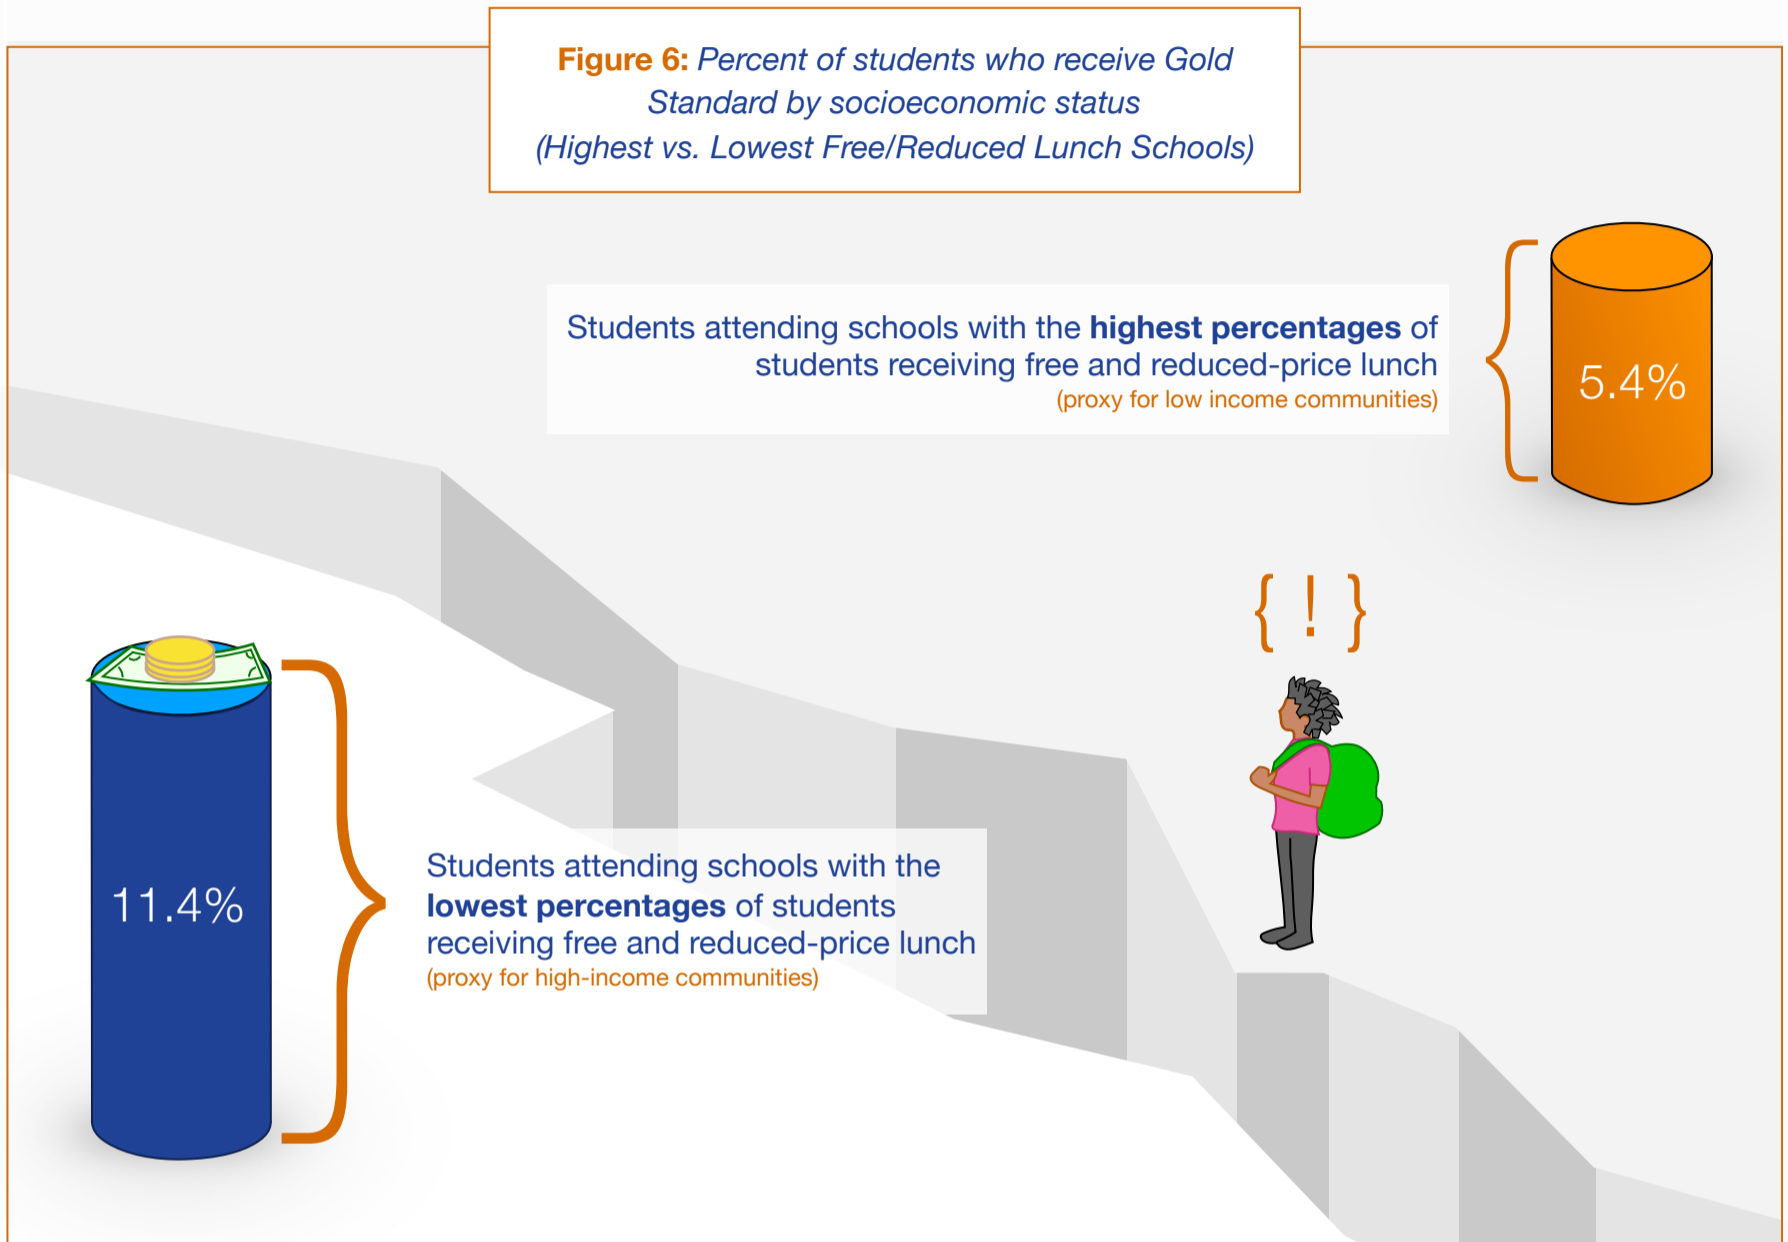 Figure 6: Percent of students who receive Gold
Standard by socioeconomic status
(Highest vs. Lowest Free/Reduced Lunch Schools)
Students attending schools with the highest percentages of
students receiving free and reduced-price lunch
(proxy for low income communities)
5.4%
{ ! }
11.4%
Students attending schools with the
lowest percentages of students
receiving free and reduced-price lunch
(proxy for high-income communities)